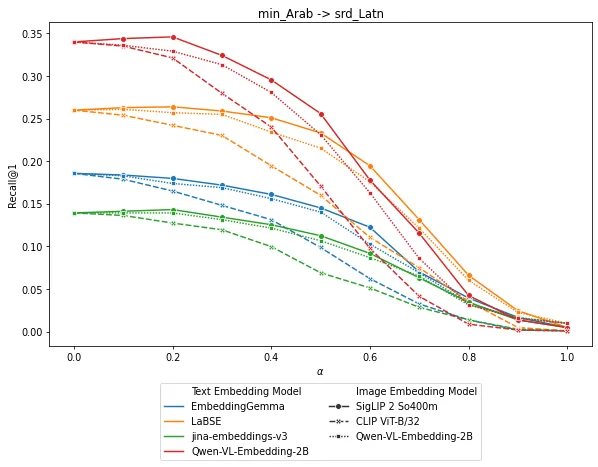 min_Arab -> srd_Latn
Recall@1
0.35
0.30
0.25
0.20
0.15
0.10
0.05
0.00
0.0 0.2 0.4 0.6 0.8 1.0
α
Text Embedding Model
EmbeddingGemma
LaBSE
jina-embeddings-v3
Qwen-VL-Embedding-2B
Image Embedding Model
SigLIP 2 So400m
CLIP ViT-B/32
Qwen-VL-Embedding-2B